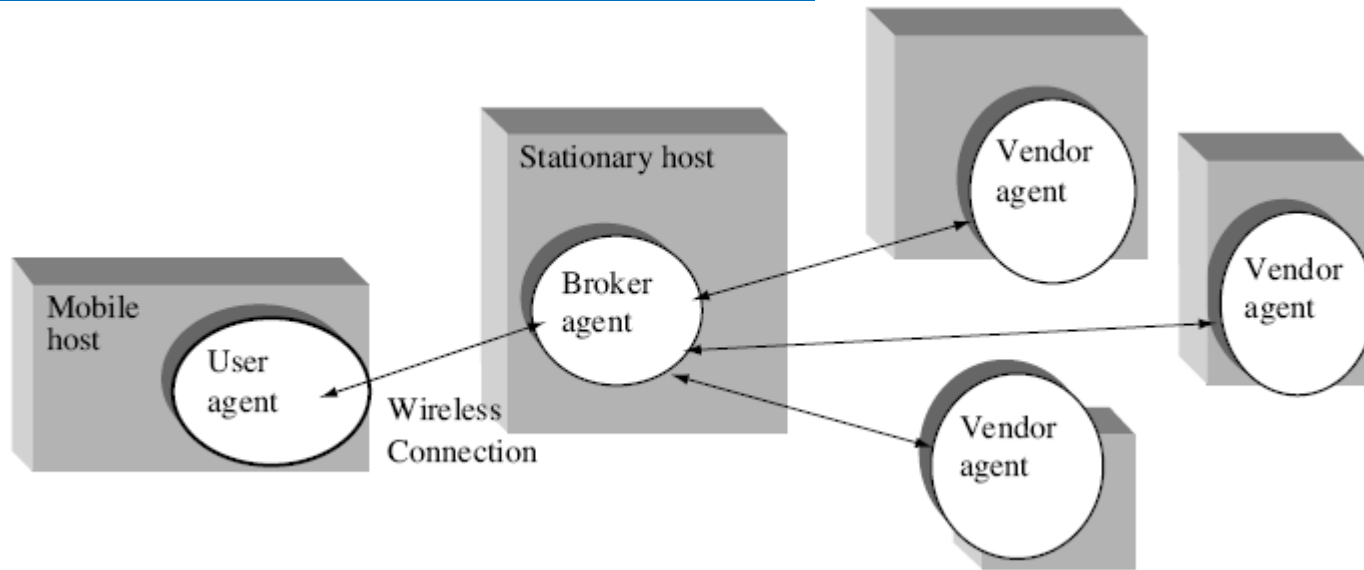 Mobile
host
User
agent
Wireless
Connection
Stationary host
Broker
agent
Vendor
agent
Vendor
agent
Vendor
agent